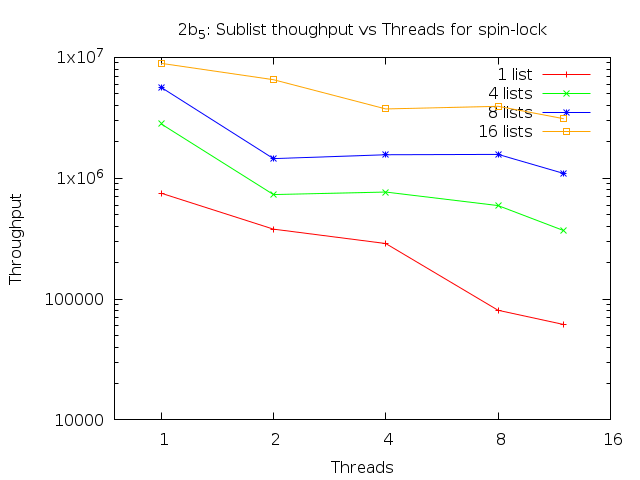 2b5: Sublist thoughput vs Threads for spin-lock
1x10^7
1x10^6
100000
10000
Throughput
1 list
4 lists
8 lists
16 lists
1 2 4 8 16
Threads